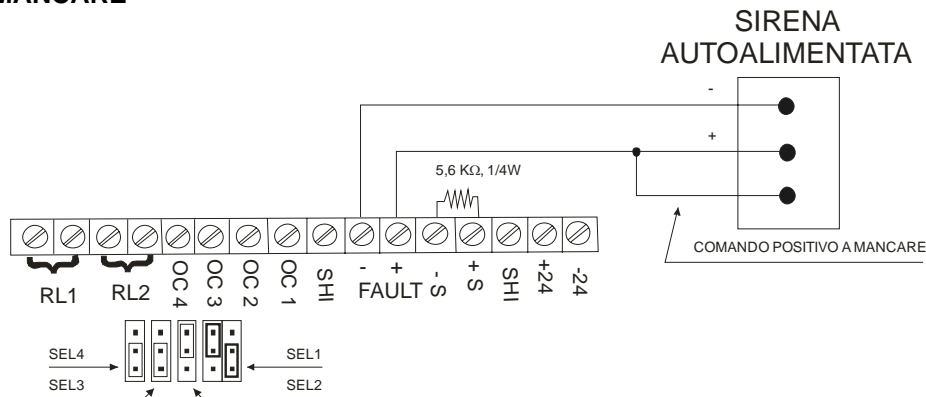 MANCARE
SIRENA
AUTOALIMENTATA
-
+
5,6 KΩ, 1/4W
COMANDO POSITIVO A MANCARE
RL1
RL2
OC 4
OC 3
OC 2
OC 1
SHI
- +
FAULT
- S
+ S
SHI
+24
-24
SEL4
SEL3
SEL1
SEL2